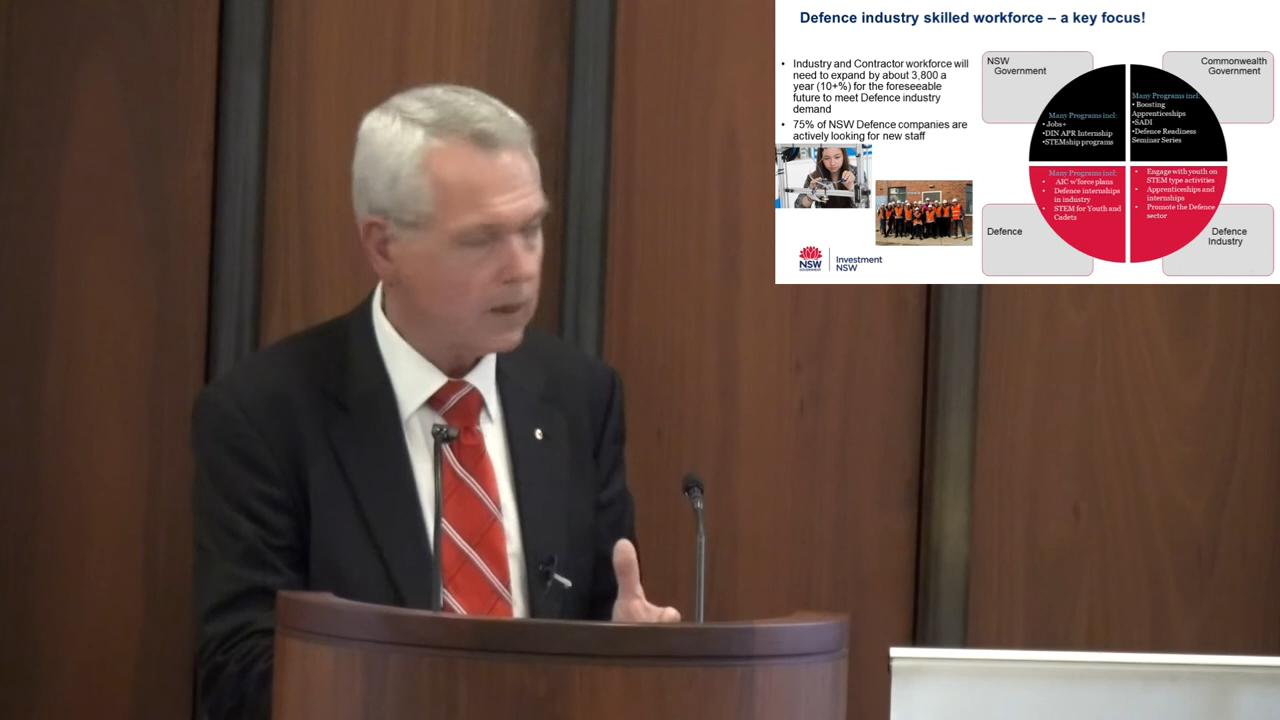 Defence industry skilled workforce – a key focus!
• Industry and Contractor workforce will
need to expand by about 3,800 a
year (10+%) for the foreseeable
future to meet Defence industry
demand
• 75% of NSW Defence companies are
actively looking for new staff
NSW
Government
Commonwealth
Government
Many Programs incl:
• Jobs+
•DIN APR Internship
•STEMship programs
Many Programs incl:
• Boosting
Apprenticeships
•SADI
•Defence Readiness
Seminar Series
Many Programs incl:
• AIC w'force plans
• Defence internships
in industry
• STEM for Youth and
Cadets
• Engage with youth on
STEM type activities
• Apprenticeships and
internships
• Promote the Defence
sector
Defence
Defence
Industry
NSW
GOVERNMENT
Investment
NSW